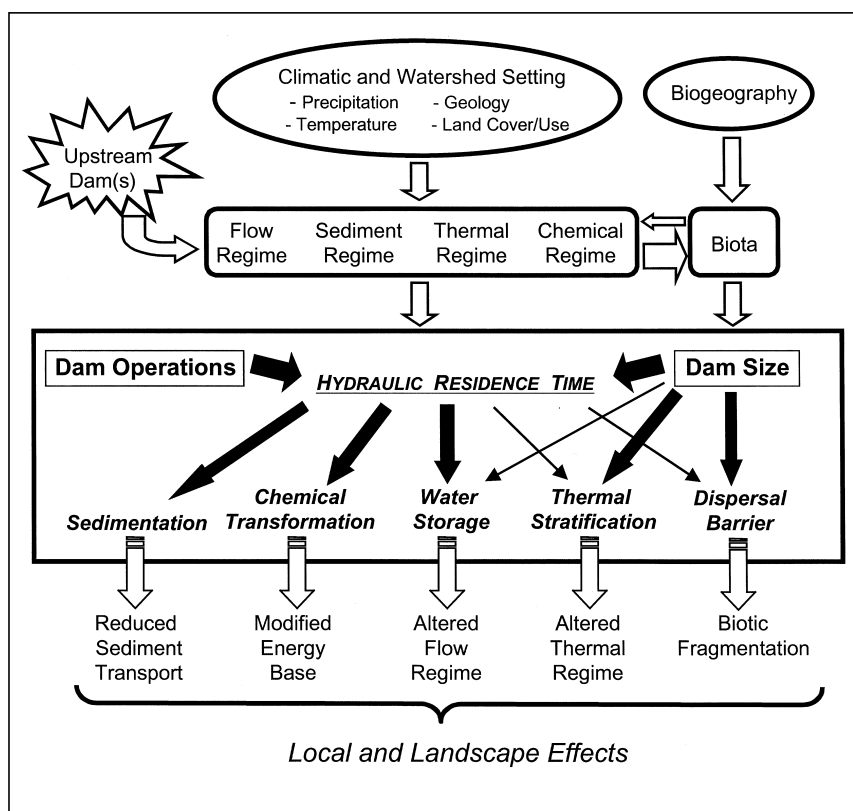 Climatic and Watershed Setting
- Precipitation - Geology
- Temperature - Land Cover/Use
Biogeography
Upstream
Dam(s)
Flow
Regime
Sediment
Regime
Thermal
Regime
Chemical
Regime
Biota
Dam Operations
HYDRAULIC RESIDENCE TIME
Dam Size
Sedimentation
Chemical
Transformation
Water
Storage
Thermal
Stratification
Dispersal
Barrier
Reduced
Sediment
Transport
Modified
Energy
Base
Altered
Flow
Regime
Altered
Thermal
Regime
Biotic
Fragmentation
Local and Landscape Effects